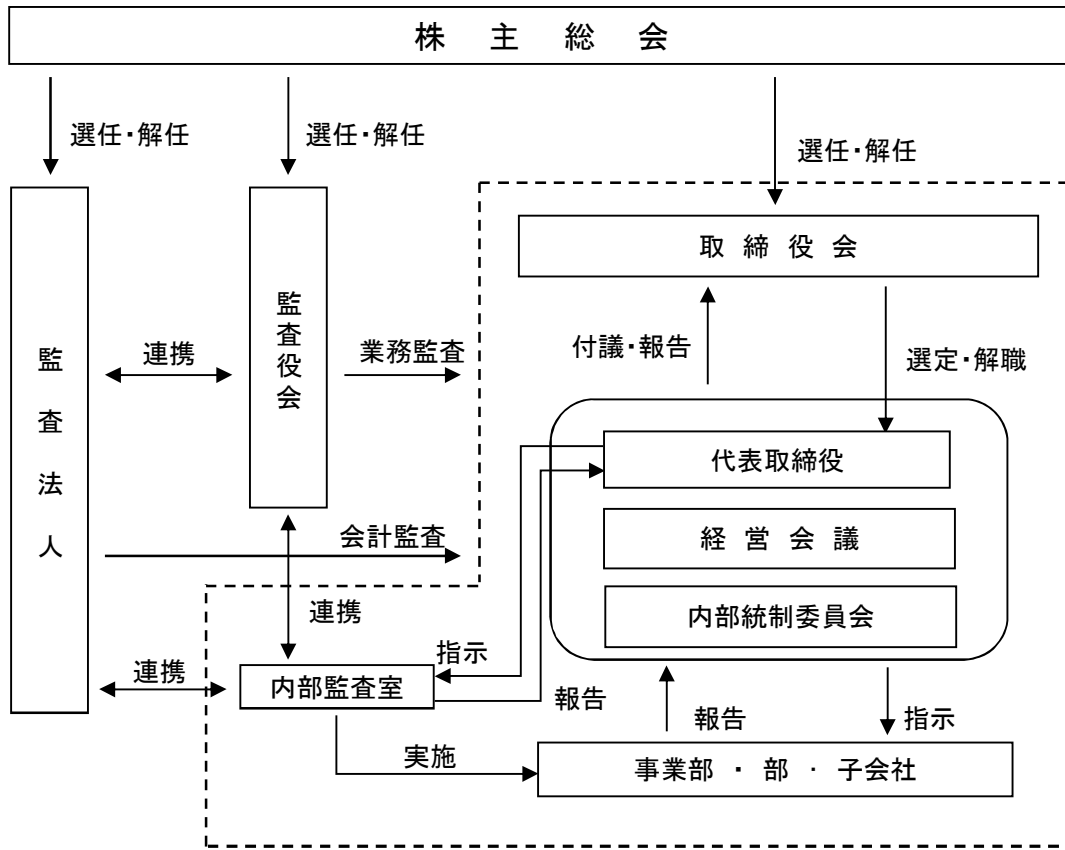 株 主 総 会
選任・解任
選任・解任
選任・解任
取 締 役 会
監査法人
監査役会
連携
業務監査
付議・報告
選定・解職
代表取締役
経 営 会 議
内部統制委員会
会計監査
連携
指示
連携
内部監査室
報告
報告
指示
実施
事業部 ・ 部 ・ 子会社